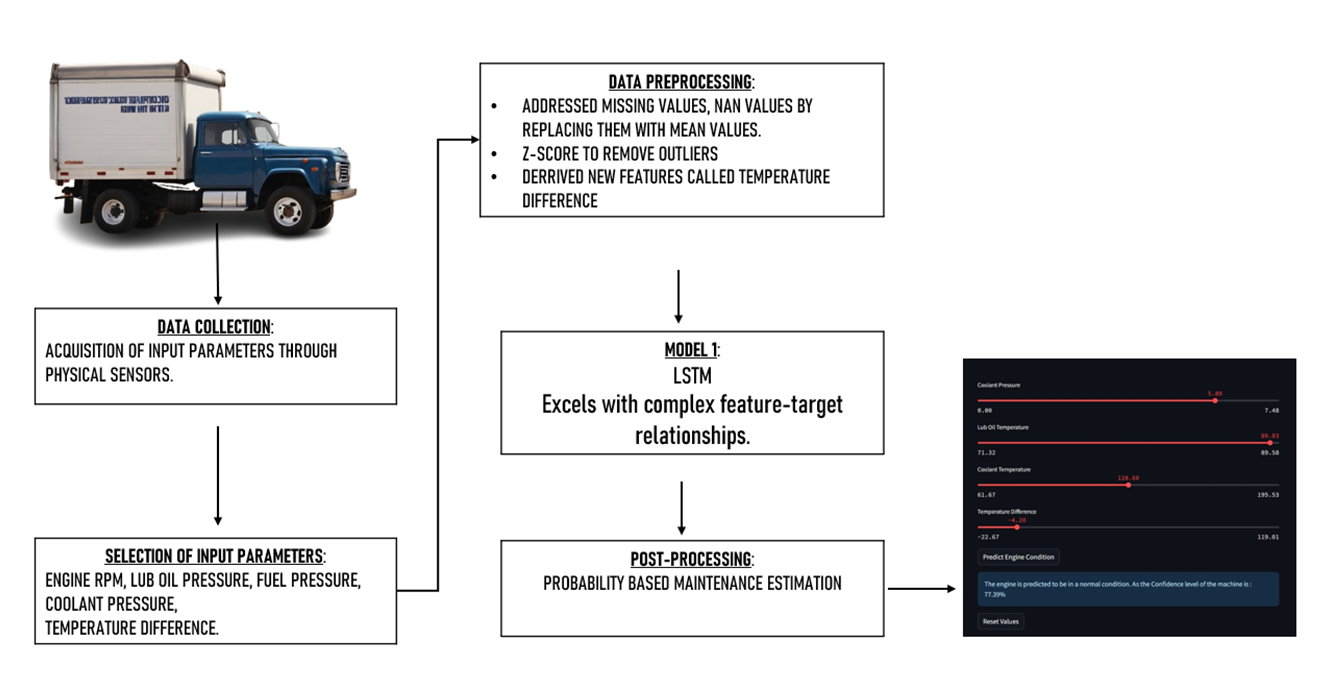 DATA COLLECTION:
ACQUISITION OF INPUT PARAMETERS THROUGH
PHYSICAL SENSORS.
SELECTION OF INPUT PARAMETERS:
ENGINE RPM, LUB OIL PRESSURE, FUEL PRESSURE,
COOLANT PRESSURE,
TEMPERATURE DIFFERENCE.
DATA PREPROCESSING:
• ADDRESSED MISSING VALUES, NAN VALUES BY
REPLACING THEM WITH MEAN VALUES.
• Z-SCORE TO REMOVE OUTLIERS
• DERRIVED NEW FEATURES CALLED TEMPERATURE
DIFFERENCE
MODEL 1:
LSTM
Excels with complex feature-target
relationships.
POST-PROCESSING:
PROBABILITY BASED MAINTENANCE ESTIMATION
Coolant Pressure
5.89
0.00 7.48
Lub Oil Temperature
89.03
71.32 89.58
Coolant Temperature
128.60
61.67 195.53
Temperature Difference
-4.20
-22.67 119.01
Predict Engine Condition
The engine is predicted to be in a normal condition. As the Confidence level of the machine is :
77.39%
Reset Values